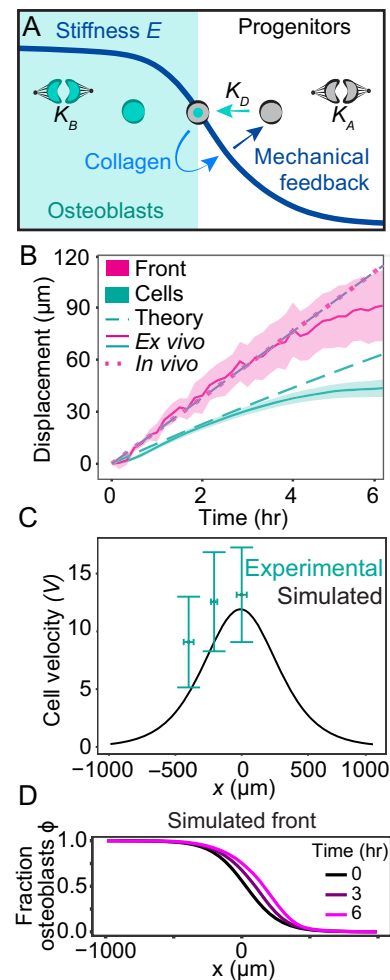 A
Stiffness E
Progenitors
K_B
K_D
K_A
Collagen
Mechanical
feedback
Osteoblasts
B
Displacement (μm)
120
90
60
30
0
Front
Cells
Theory
Ex vivo
In vivo
0 2 4 6
Time (hr)
C
Cell velocity (V)
15
10
5
0
Experimental
Simulated
−1000 −500 0 500 1000
x (μm)
D
Simulated front
Fraction
osteoblasts ϕ
1.0
0.5
0.0
Time (hr)
0
3
6
−1000 0
x (μm)